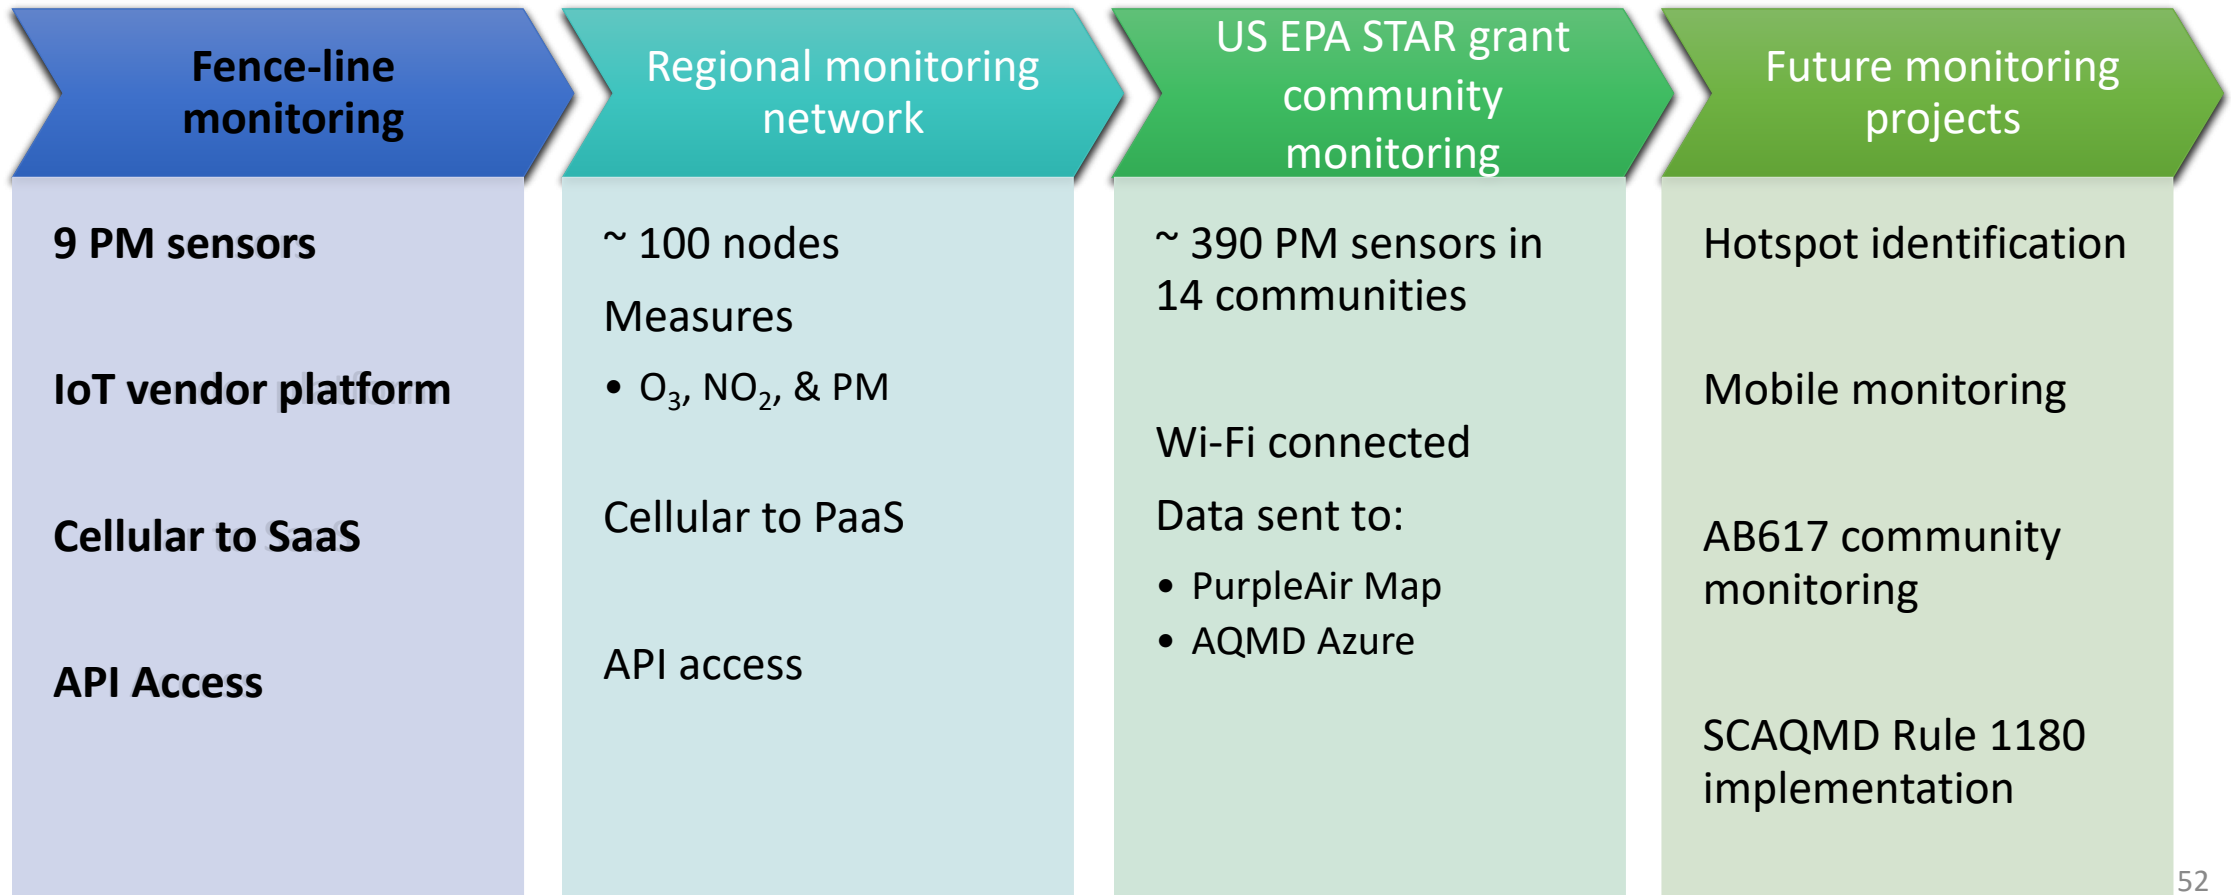 Fence-line
monitoring
9 PM sensors
IoT vendor platform
Cellular to SaaS
API Access
Regional monitoring
network
~ 100 nodes
Measures
• O₃, NO₂, & PM
Cellular to PaaS
API access
US EPA STAR grant
community
monitoring
~ 390 PM sensors in
14 communities
Wi-Fi connected
Data sent to:
• PurpleAir Map
• AQMD Azure
Future monitoring
projects
Hotspot identification
Mobile monitoring
AB617 community
monitoring
SCAQMD Rule 1180
implementation
52